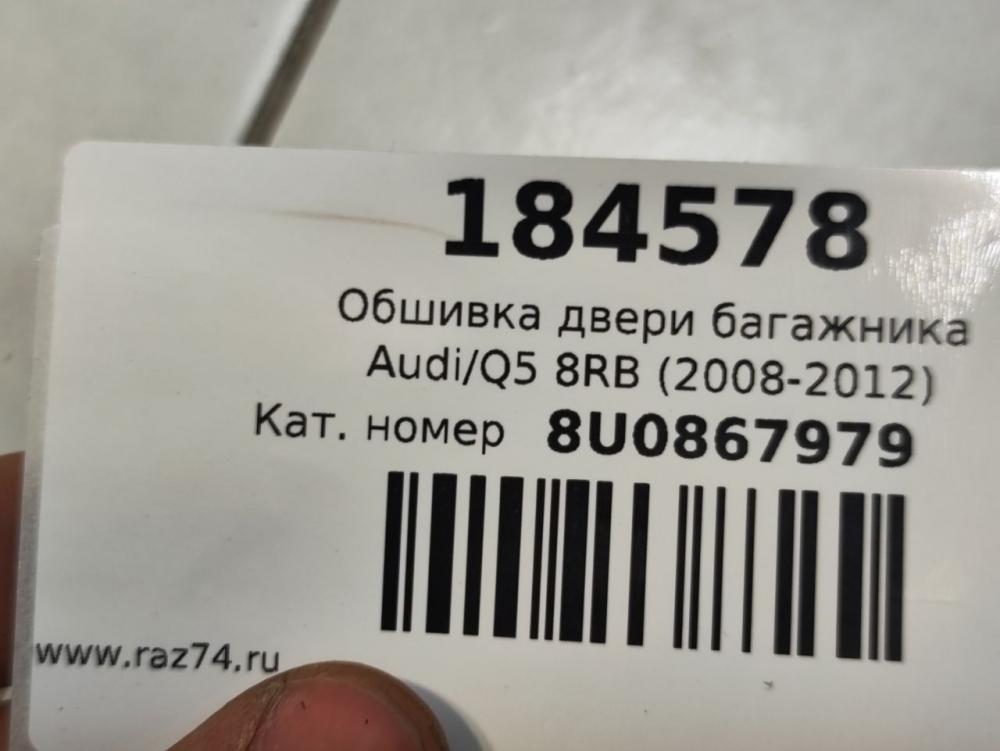 184578
Обшивка двери багажника
Audi/Q5 8RB (2008-2012)
Кат. номер 8U0867979
www.raz74.ru